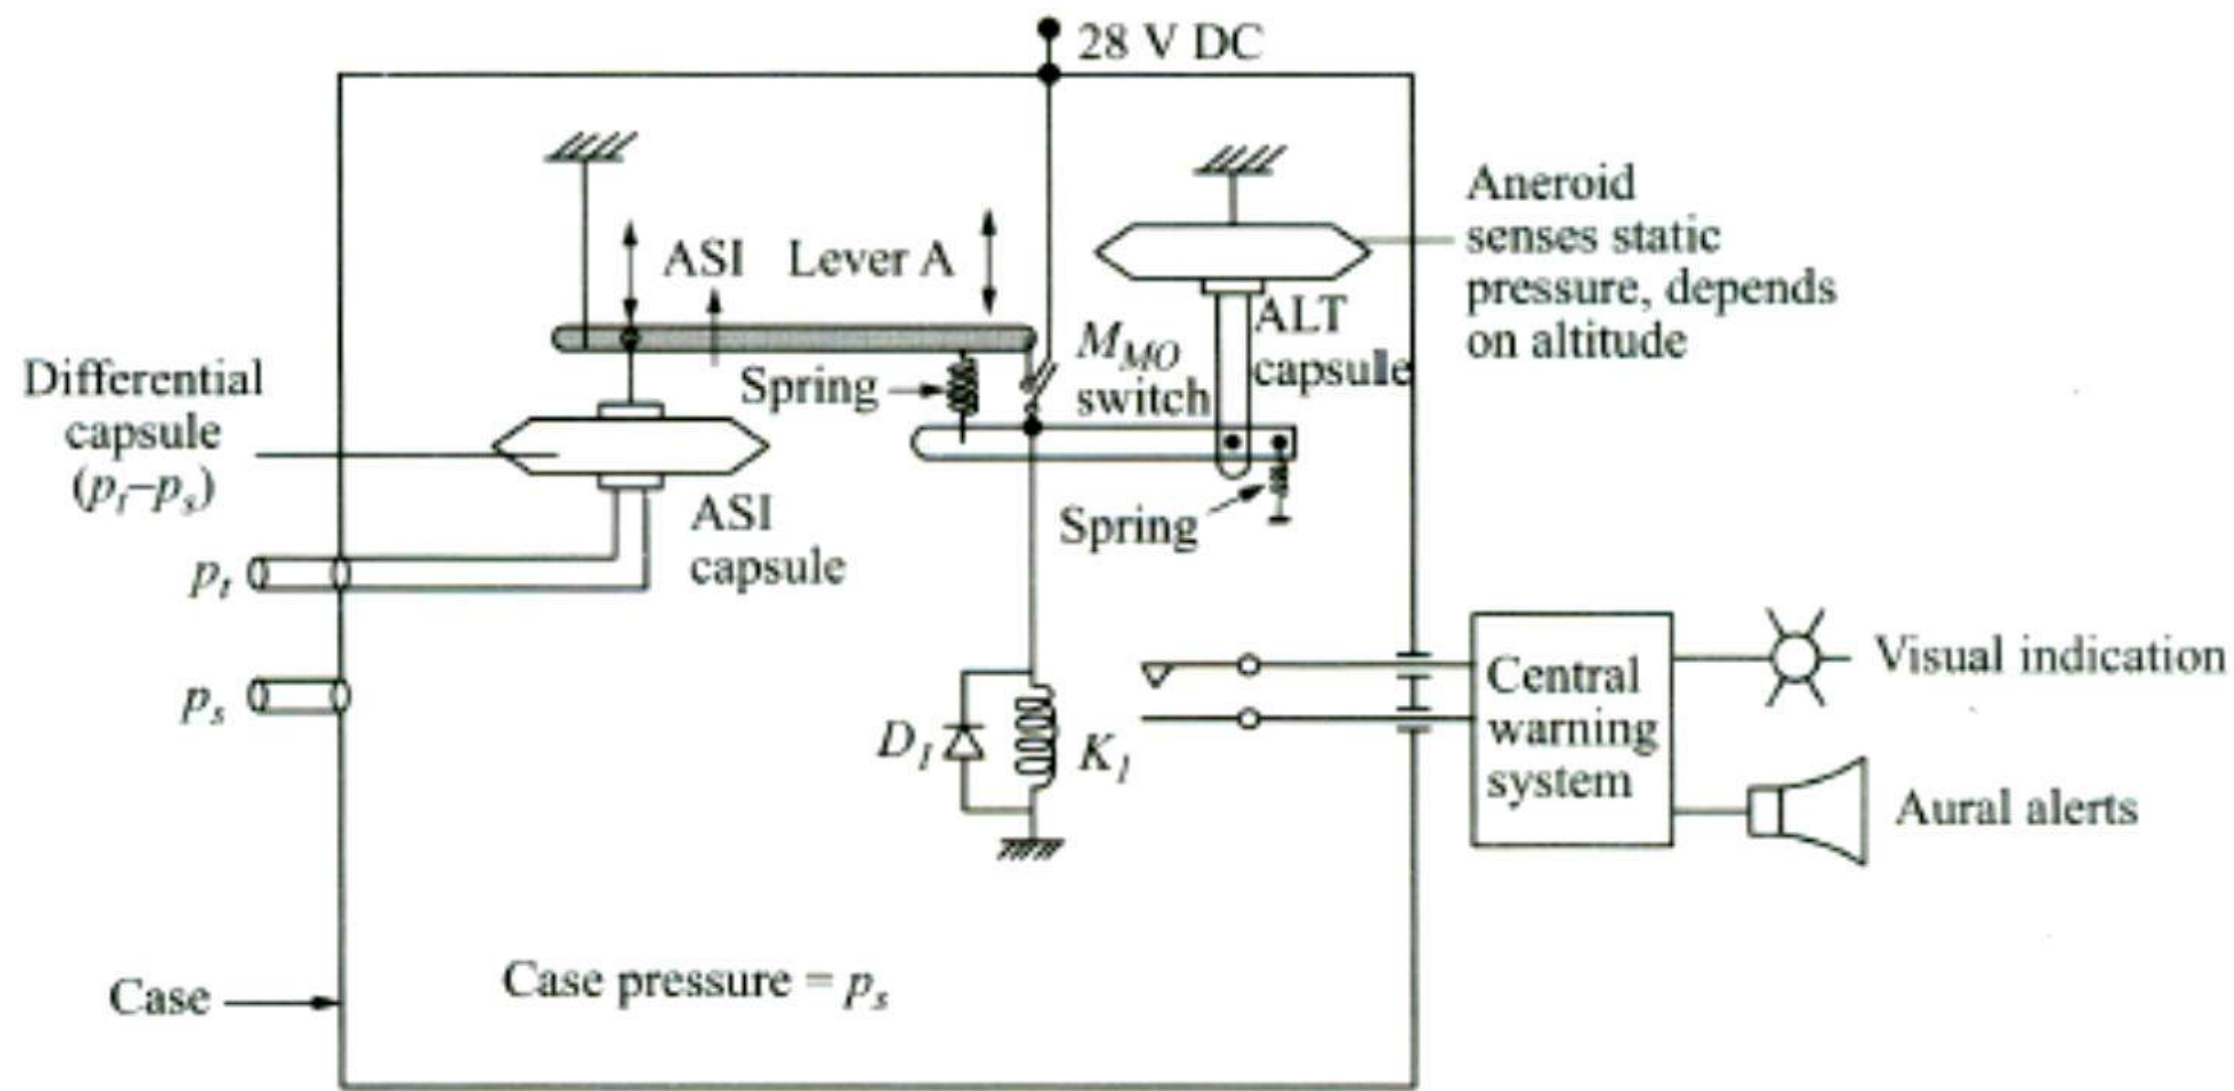 28 V DC
Aneroid
senses static
pressure, depends
on altitude
ASI Lever A
ALT
capsule
M_MO
switch
Spring
Differential
capsule
(p_t–p_s)
ASI
capsule
Spring
p_t
p_s
Central
warning
system
Visual indication
D_1
K_1
Aural alerts
Case
Case pressure = p_s